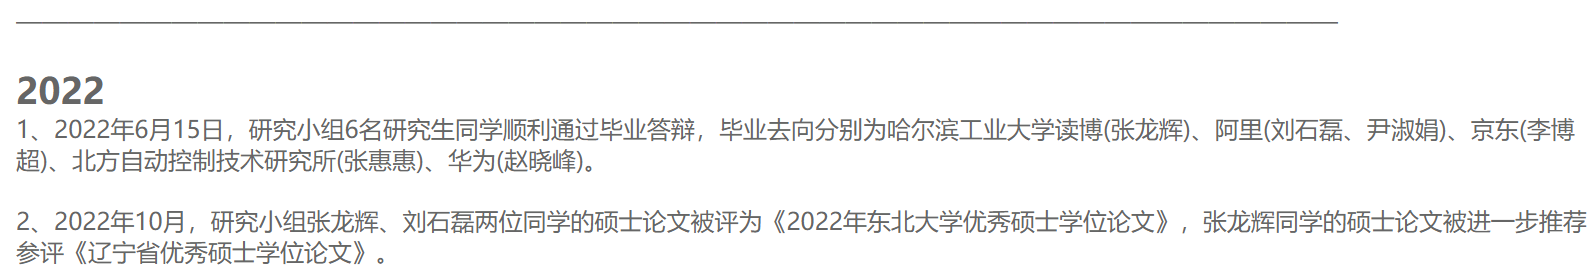 2022
1、2022年6月15日，研究小组6名研究生同学顺利通过毕业答辩，毕业去向分别为哈尔滨工业大学读博(张龙辉)、阿里(刘石磊、尹淑娟)、京东(李博
超)、北方自动控制技术研究所(张惠惠)、华为(赵晓峰)。
2、2022年10月，研究小组张龙辉、刘石磊两位同学的硕士论文被评为《2022年东北大学优秀硕士学位论文》，张龙辉同学的硕士论文被进一步推荐
参评《辽宁省优秀硕士学位论文》。